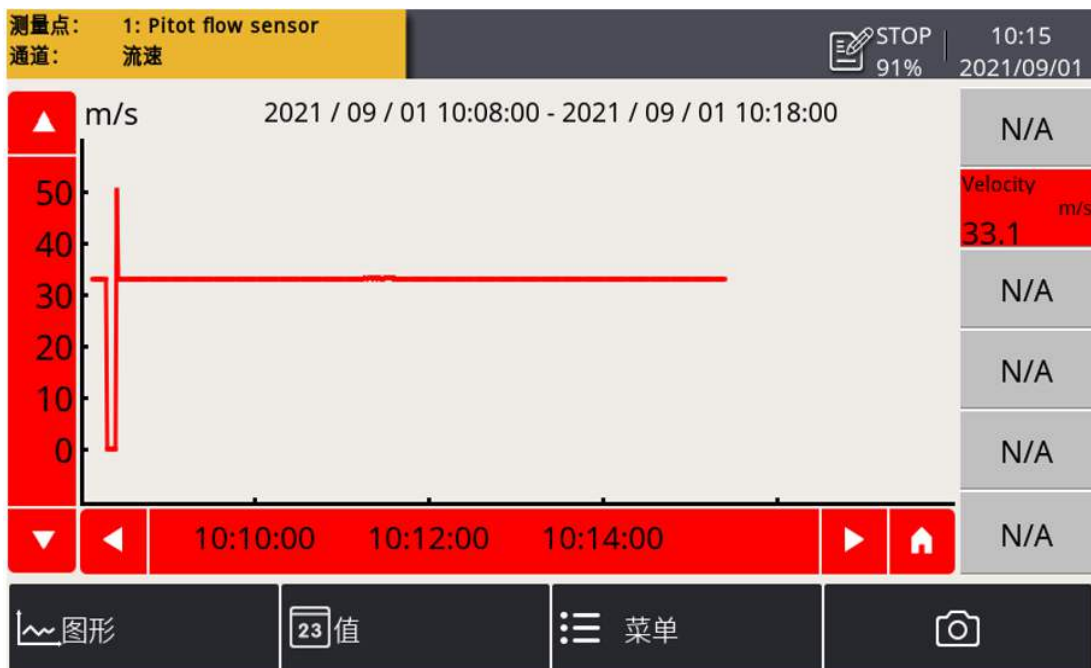 测量点： 1: Pitot flow sensor
通道： 流速
STOP
91%
10:15
2021/09/01
m/s
2021 / 09 / 01 10:08:00 - 2021 / 09 / 01 10:18:00
50
40
30
20
10
0
10:10:00 10:12:00 10:14:00
N/A
Velocity
m/s
33.1
N/A
N/A
N/A
N/A
图形
23 值
菜单